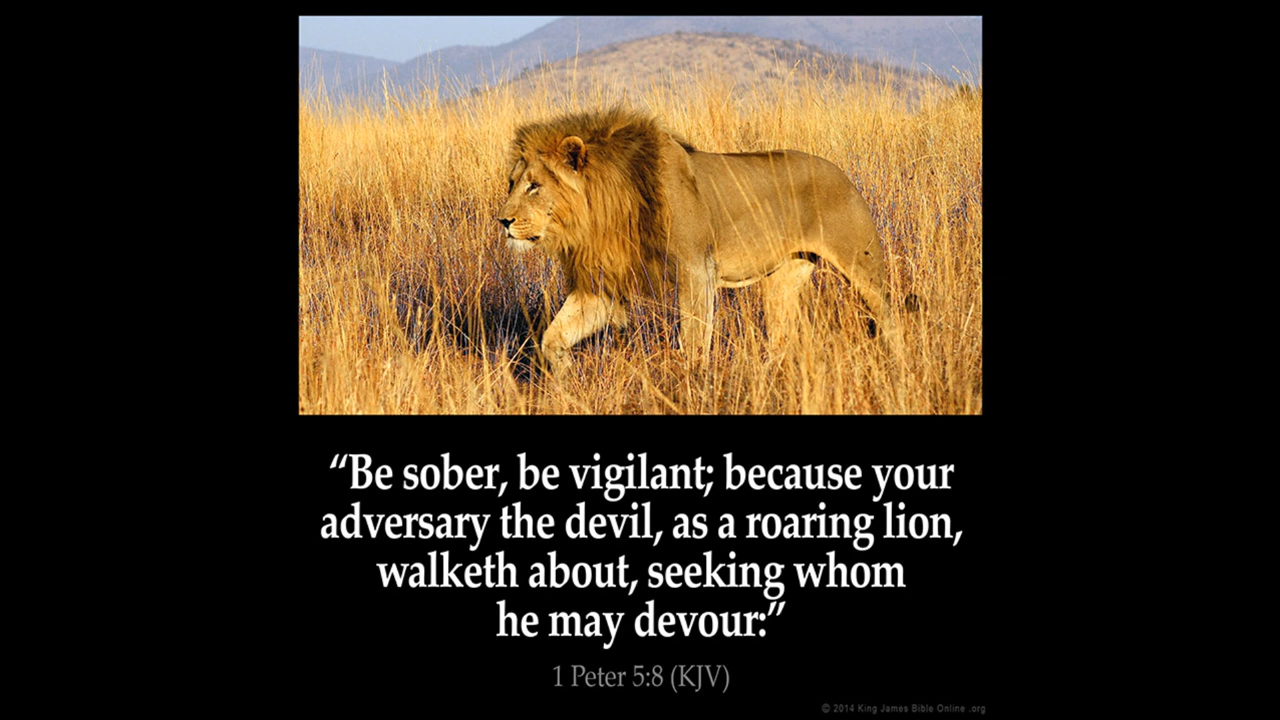 “Be sober, be vigilant; because your
adversary the devil, as a roaring lion,
walketh about, seeking whom
he may devour:”
1 Peter 5:8 (KJV)
© 2014 King James Bible Online .org